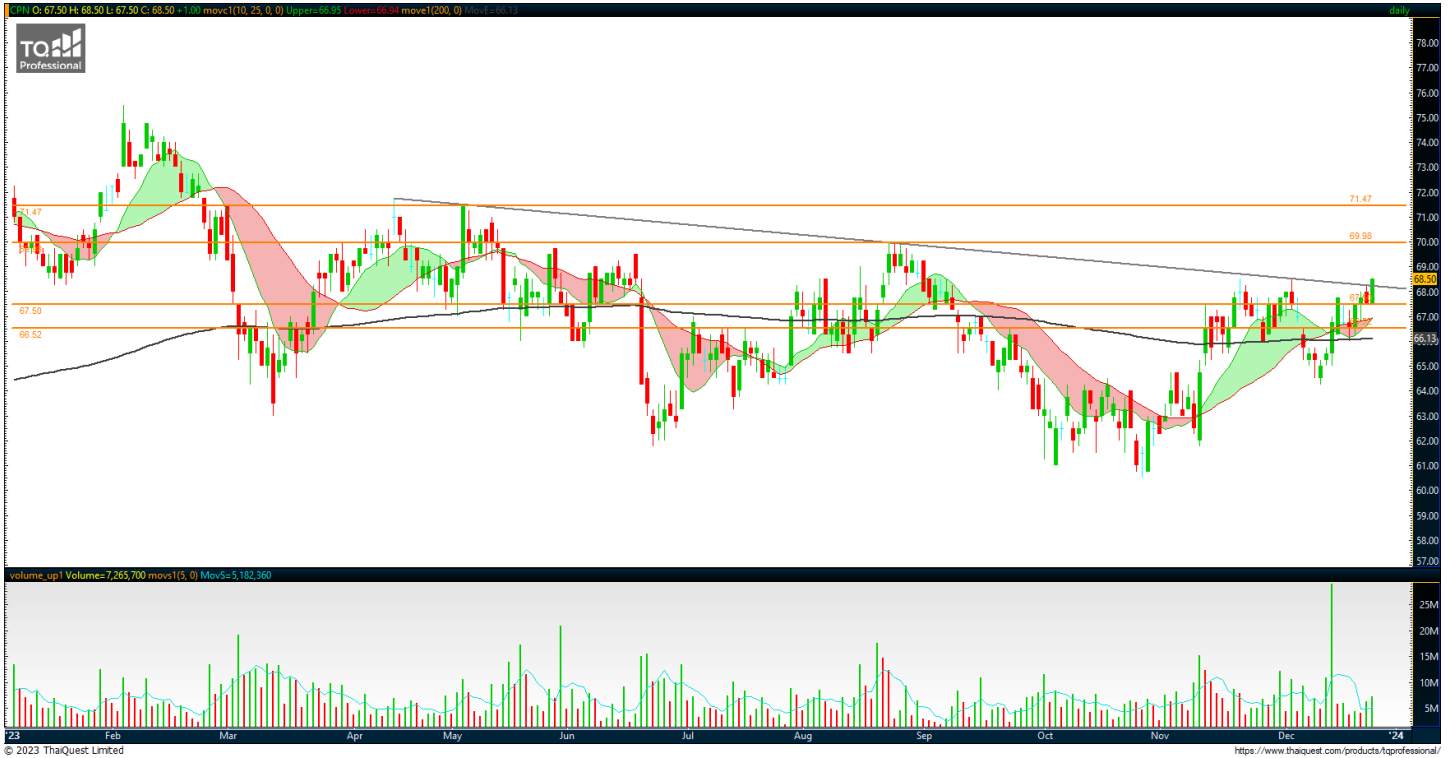 CPN O: 67.50 H: 68.50 L: 67.50 C: 68.50 +1.00 movc1(10, 25, 0, 0) Upper=66.95 Lower=66.94 move1(200, 0) MovE=66.13
daily
TQ
Professional
78.00
77.00
76.00
75.00
74.00
73.00
72.00
71.00
70.00
69.00
68.50
68.00
67.00
66.13
65.00
64.00
63.00
62.00
61.00
60.00
59.00
58.00
57.00
71.47
71.47
69.98
67.50
66.52
volume_up1 Volume=7,265,700 movs1(5, 0) MovS=5,182,360
25M
20M
15M
10M
5M
'23 Feb Mar Apr May Jun Jul Aug Sep Oct Nov Dec '24
© 2023 ThaiQuest Limited
https://www.thaiquest.com/products/tqprofessional/